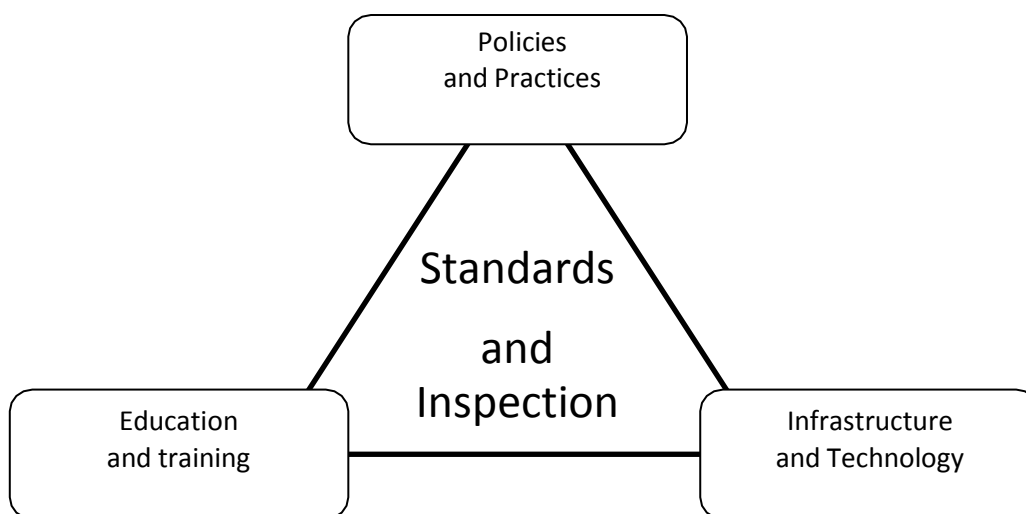 Policies
and Practices
Standards
and
Inspection
Education
and training
Infrastructure
and Technology